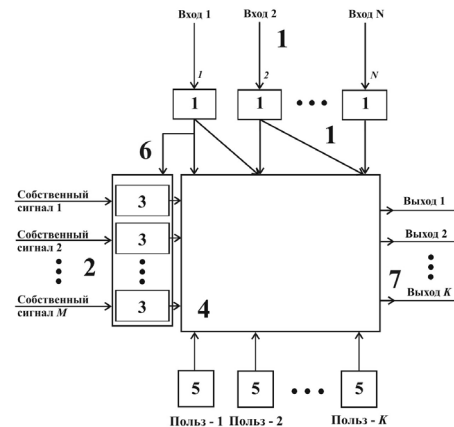 Вход 1 Вход 2 Вход N
1
1 2 N
1 1 1
1
6
Собственный
сигнал 1
3
Выход 1
Собственный
сигнал 2
3
Выход 2
2
7
Собственный
сигнал M
3
4
Выход K
5 5 5
Польз - 1 Польз - 2 Польз - K